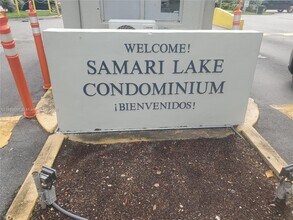 WELCOME!
SAMARI LAKE
CONDOMINIUM
¡BIENVENIDOS!